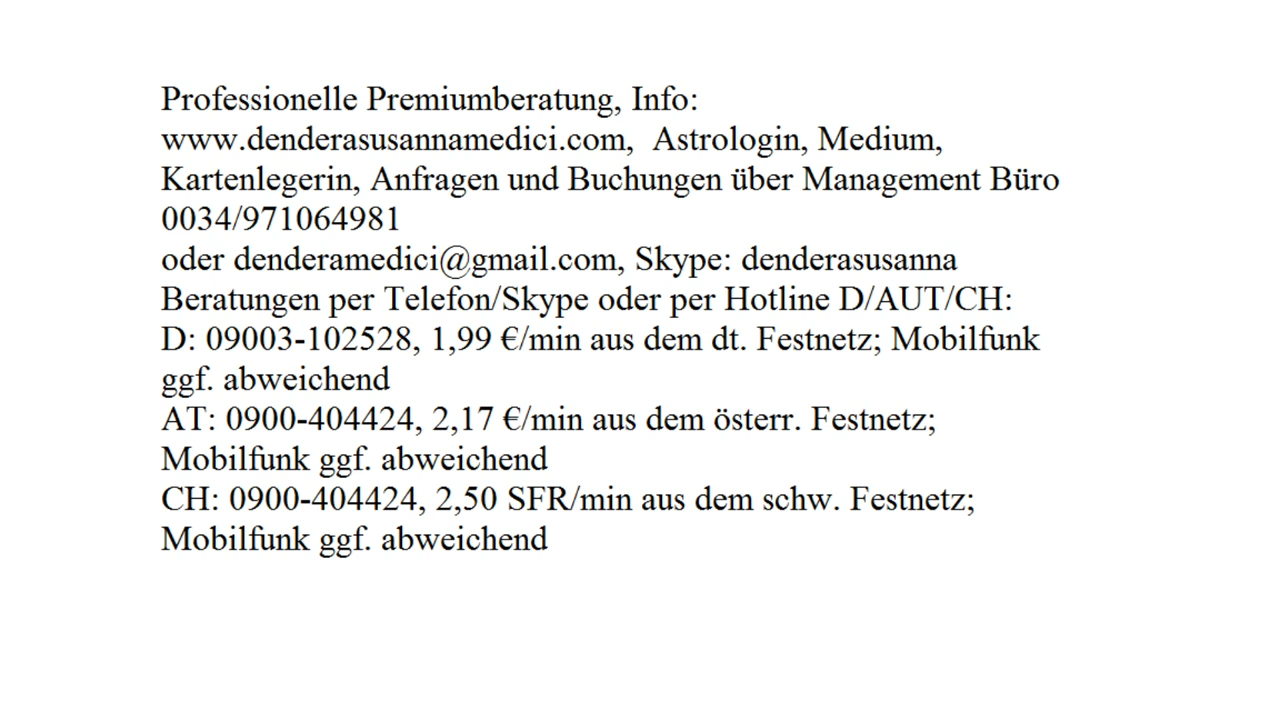 Professionelle Premiumberatung, Info:
www.denderasusannamedici.com,  Astrologin, Medium,
Kartenlegerin, Anfragen und Buchungen über Management Büro
0034/971064981
oder denderamedici@gmail.com, Skype: denderasusanna
Beratungen per Telefon/Skype oder per Hotline D/AUT/CH:
D: 09003-102528, 1,99 €/min aus dem dt. Festnetz; Mobilfunk
ggf. abweichend
AT: 0900-404424, 2,17 €/min aus dem österr. Festnetz;
Mobilfunk ggf. abweichend
CH: 0900-404424, 2,50 SFR/min aus dem schw. Festnetz;
Mobilfunk ggf. abweichend